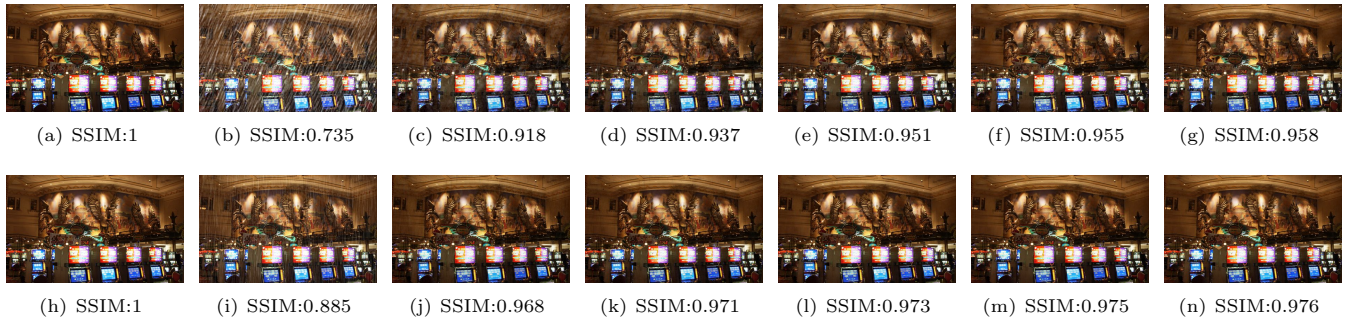 (a) SSIM:1 (b) SSIM:0.735 (c) SSIM:0.918 (d) SSIM:0.937 (e) SSIM:0.951 (f) SSIM:0.955 (g) SSIM:0.958
(h) SSIM:1 (i) SSIM:0.885 (j) SSIM:0.968 (k) SSIM:0.971 (l) SSIM:0.973 (m) SSIM:0.975 (n) SSIM:0.976